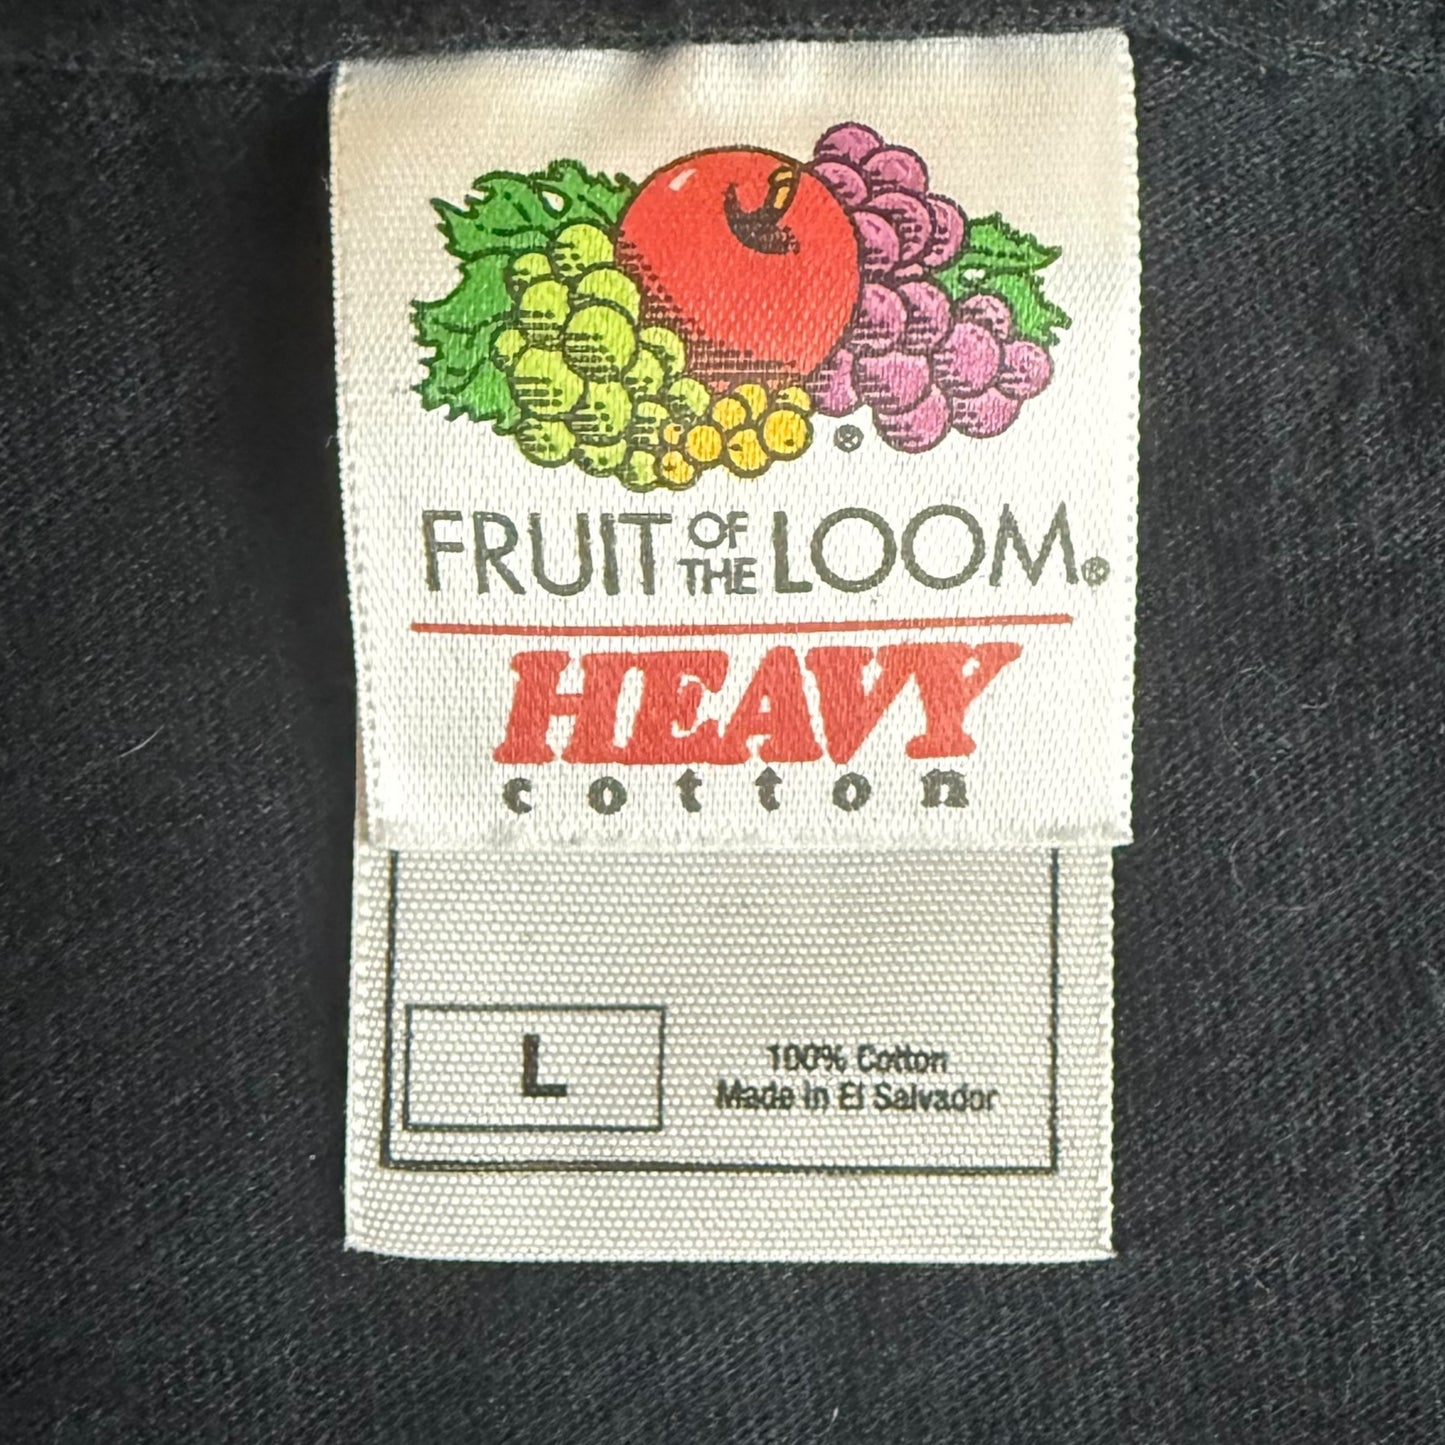 ®
FRUIT OF THE LOOM®
HEAVY
cotton
L
100% Cotton
Made in El Salvador